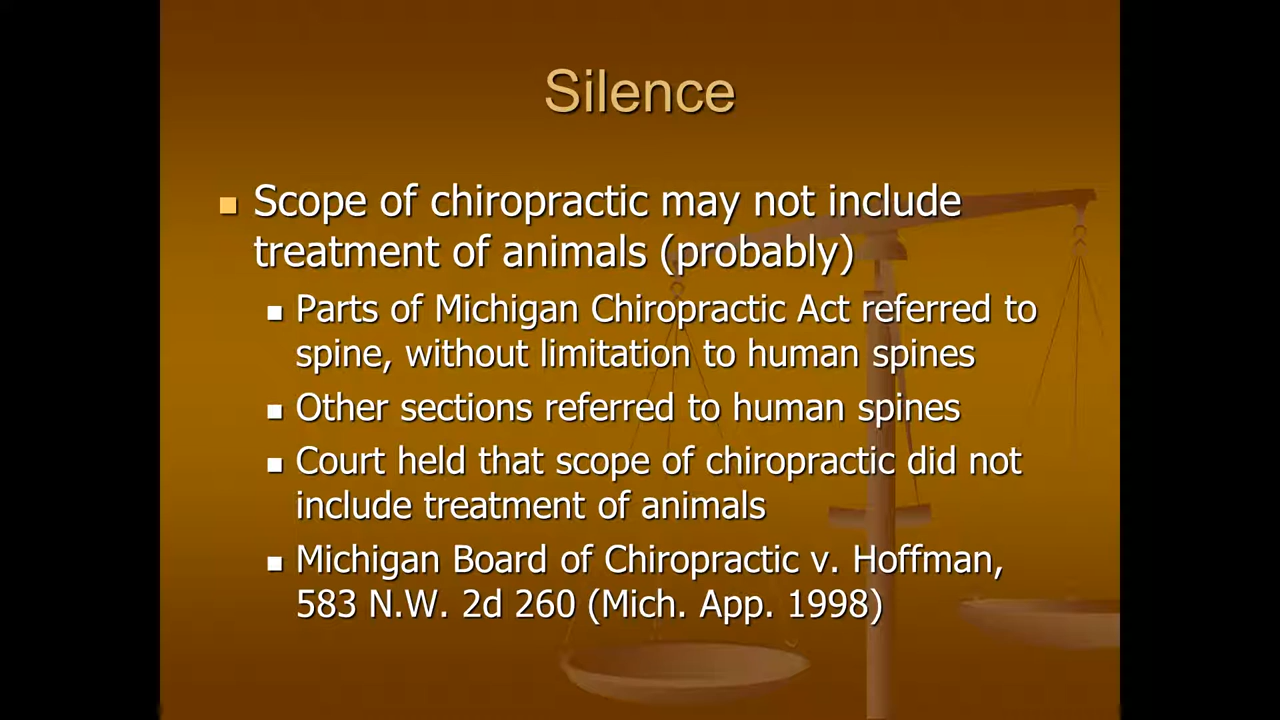 Silence
Scope of chiropractic may not include
treatment of animals (probably)
Parts of Michigan Chiropractic Act referred to
spine, without limitation to human spines
Other sections referred to human spines
Court held that scope of chiropractic did not
include treatment of animals
Michigan Board of Chiropractic v. Hoffman,
583 N.W. 2d 260 (Mich. App. 1998)